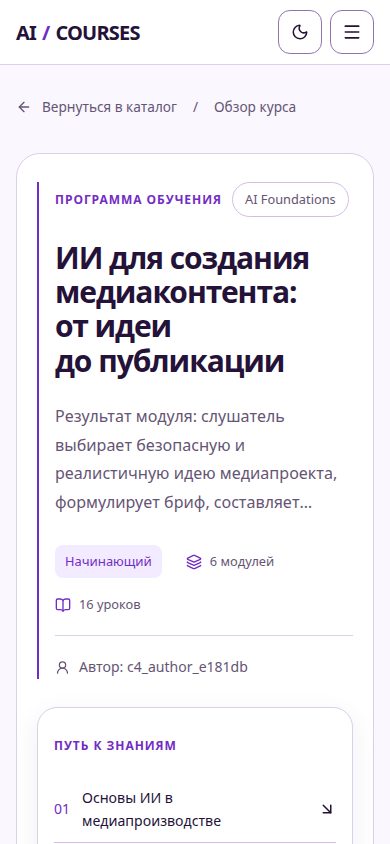 AI / COURSES
Вернуться в каталог / Обзор курса
ПРОГРАММА ОБУЧЕНИЯ AI Foundations
ИИ для создания
медиаконтента:
от идеи
до публикации
Результат модуля: слушатель
выбирает безопасную и
реалистичную идею медиапроекта,
формулирует бриф, составляет...
Начинающий 6 модулей
16 уроков
Автор: c4_author_e181db
ПУТЬ К ЗНАНИЯМ
01 Основы ИИ в
медиапроизводстве